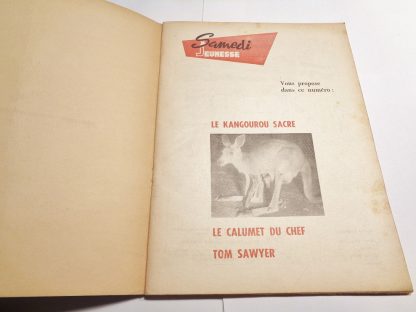 Samedi
JEUNESSE
Vous propose
dans ce numéro :
LE KANGOUROU SACRE
LE CALUMET DU CHEF
TOM SAWYER